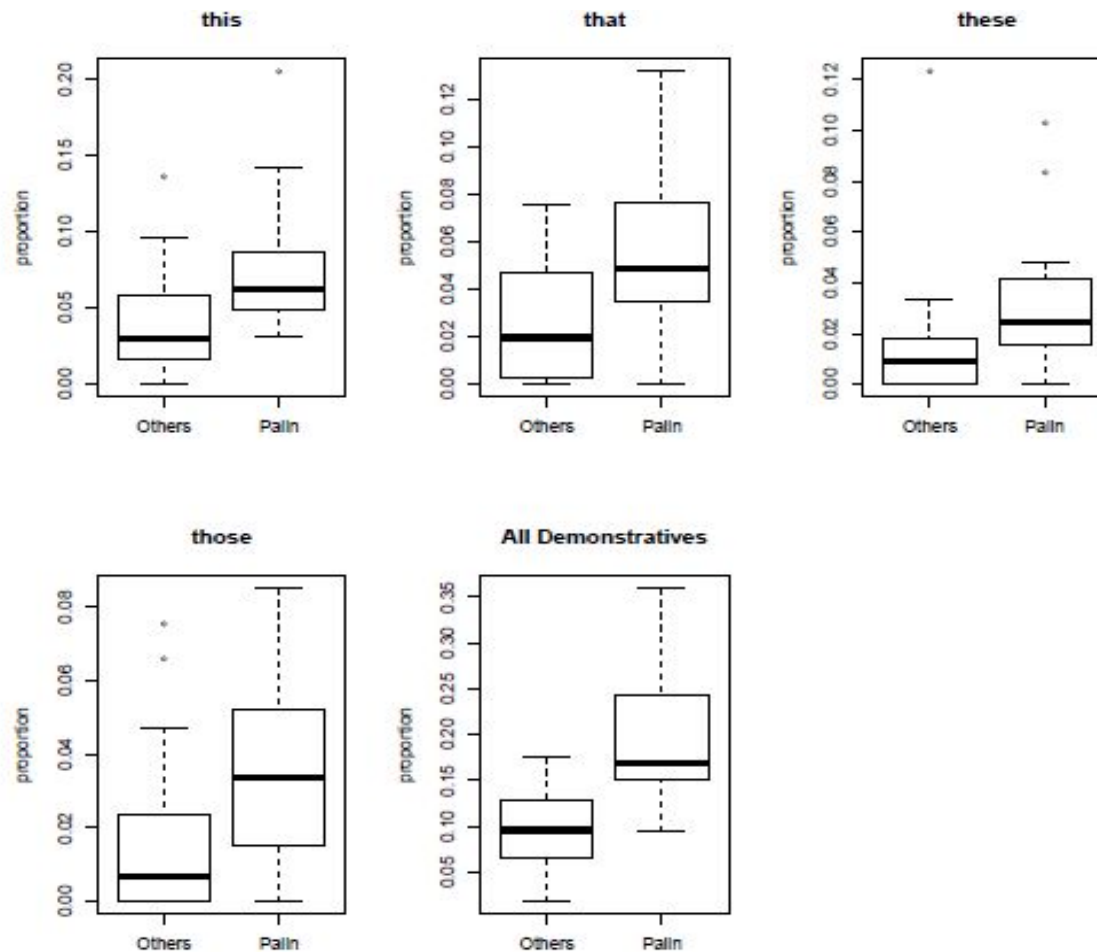 this
0.20
0.15
0.10
0.05
0.00
proportion
Others
Palin
that
0.12
0.10
0.08
0.06
0.04
0.02
0.00
proportion
Others
Palin
these
0.12
0.10
0.08
0.06
0.04
0.02
0.00
proportion
Others
Palin
those
0.08
0.06
0.04
0.02
0.00
proportion
Others
Palin
All Demonstratives
0.35
0.30
0.25
0.20
0.15
0.10
0.05
proportion
Others
Palin